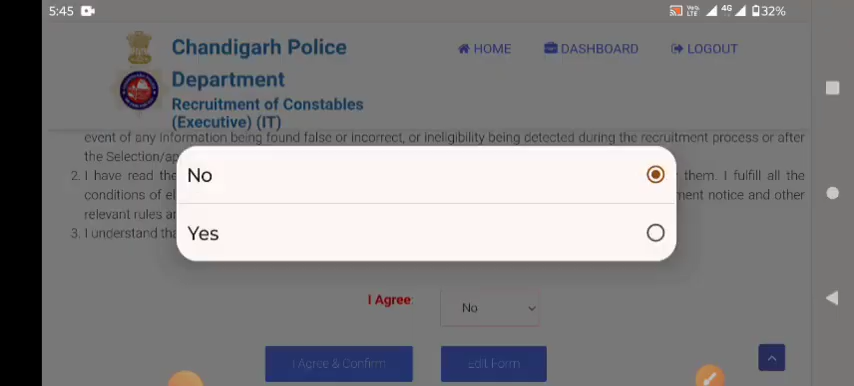 5:45
VoLTE 4G 32%
Chandigarh Police
Department
Recruitment of Constables
(Executive) (IT)
HOME
DASHBOARD
LOGOUT
event of any information being found false or incorrect, or ineligibility being detected during the recruitment process or after
the Selection/ap
2. I have read the them. I fulfill all the
conditions of el ment notice and other
relevant rules a
3. I understand tha
No
Yes
I Agree:
No
I Agree & Confirm
Edit Form